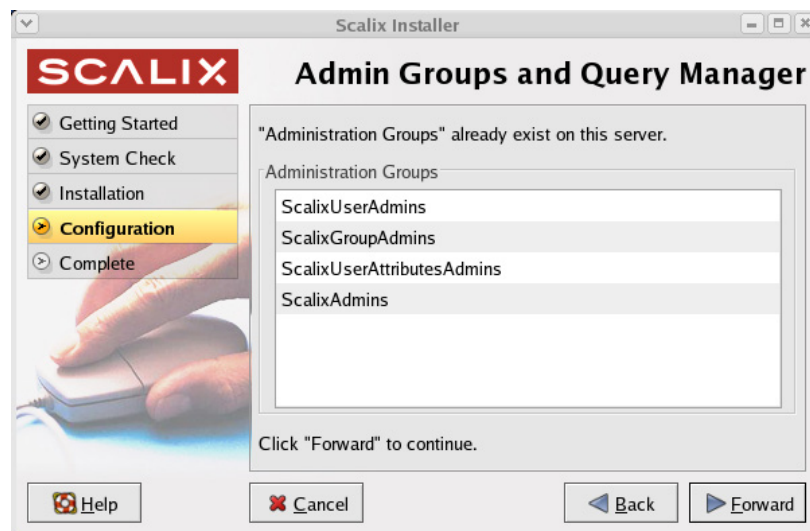 Scalix Installer
SCALIX
Admin Groups and Query Manager
Getting Started
System Check
Installation
Configuration
Complete
"Administration Groups" already exist on this server.
Administration Groups
ScalixUserAdmins
ScalixGroupAdmins
ScalixUserAttributesAdmins
ScalixAdmins
Click "Forward" to continue.
Help
Cancel
Back
Forward